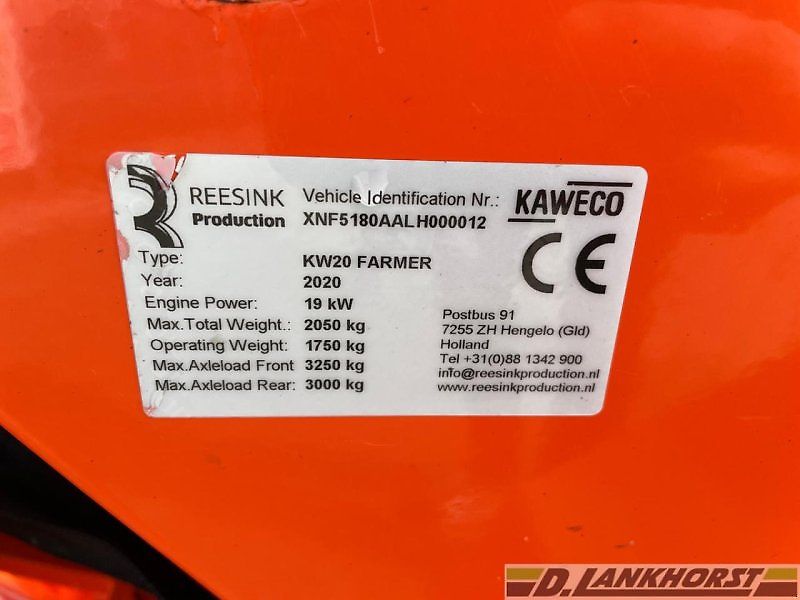 REESINK
Production
Vehicle Identification Nr.:
XNF5180AALH000012
KAWECO
CE
Type: KW20 FARMER
Year: 2020
Engine Power: 19 kW
Max.Total Weight.: 2050 kg
Operating Weight: 1750 kg
Max.Axleload Front 3250 kg
Max.Axleload Rear: 3000 kg
Postbus 91
7255 ZH Hengelo (Gld)
Holland
Tel +31(0)88 1342 900
info@reesinkproduction.nl
www.reesinkproduction.nl
D. LANKHORST